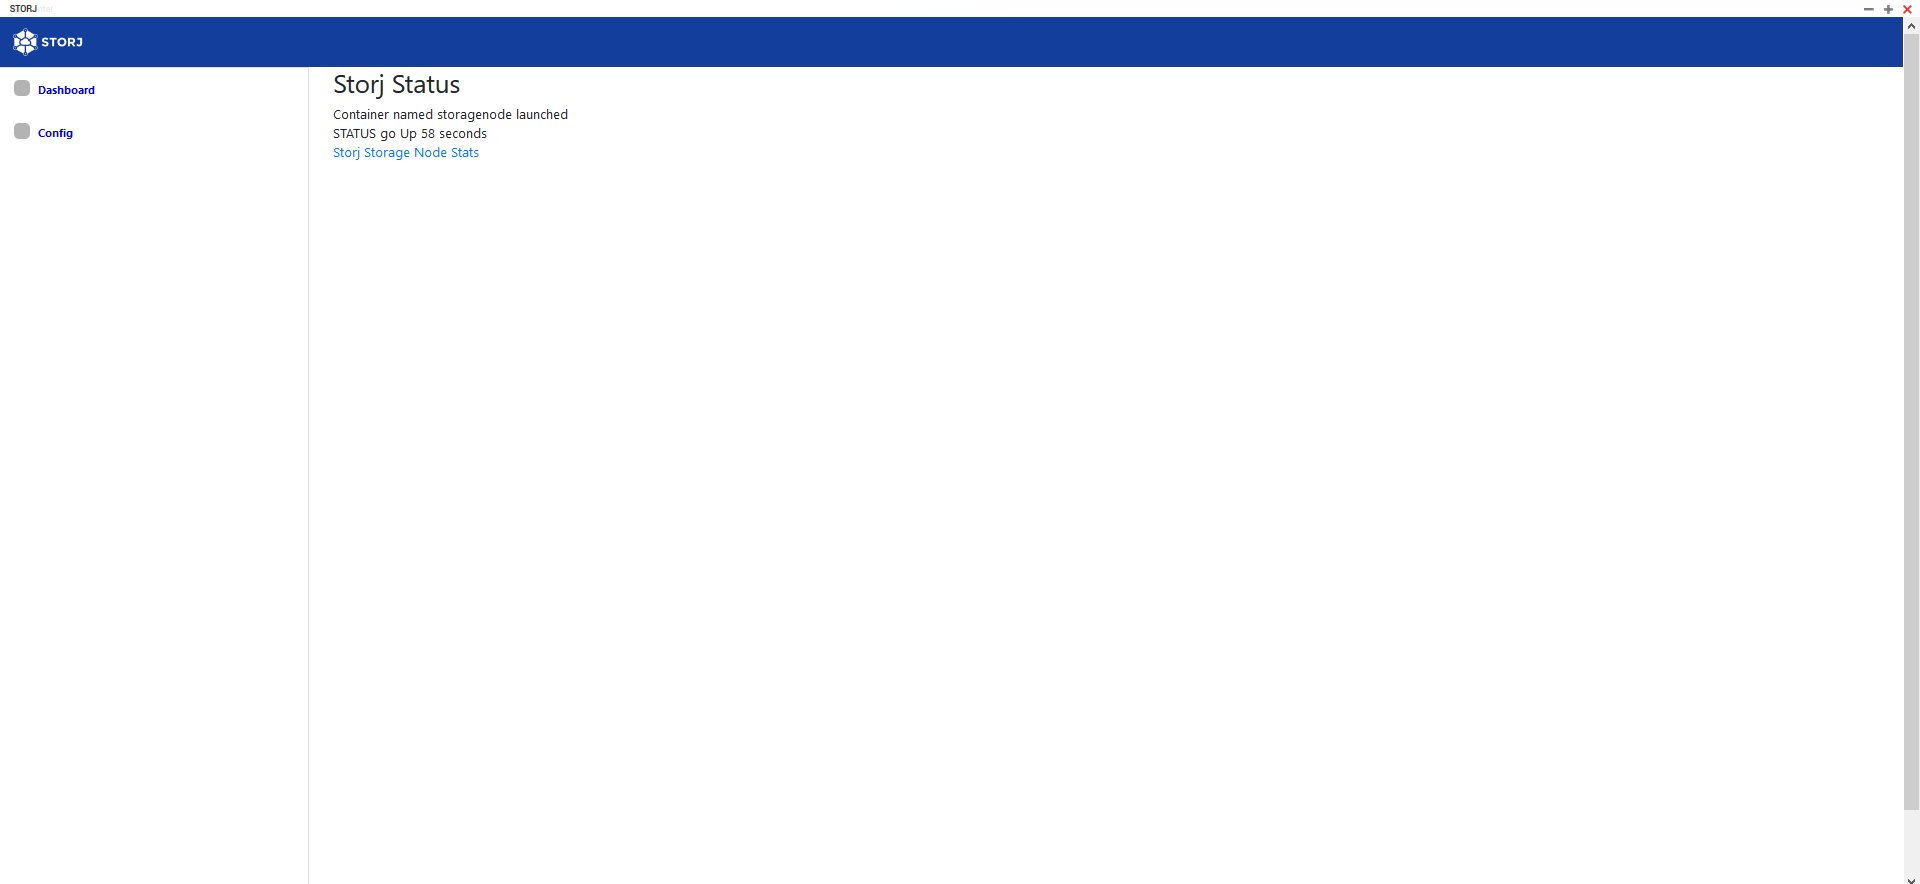 STORJ
STORJ
Dashboard
Config
Storj Status
Container named storagenode launched
STATUS go Up 58 seconds
Storj Storage Node Stats